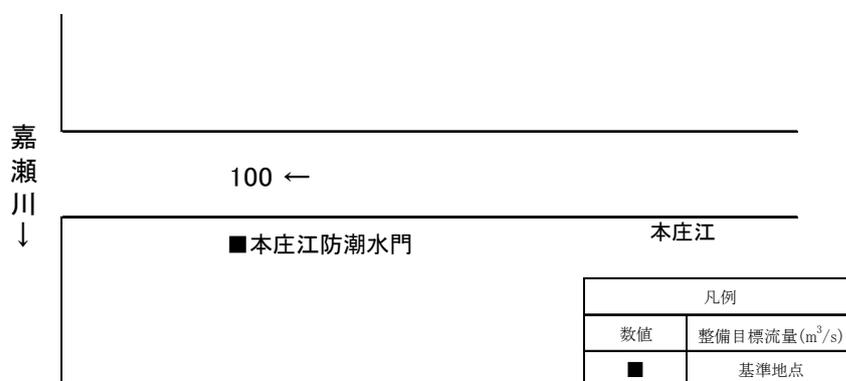 嘉瀬川↓
100 ←
■本庄江防潮水門
本庄江
凡例
数値 整備目標流量(m³/s)
■ 基準地点